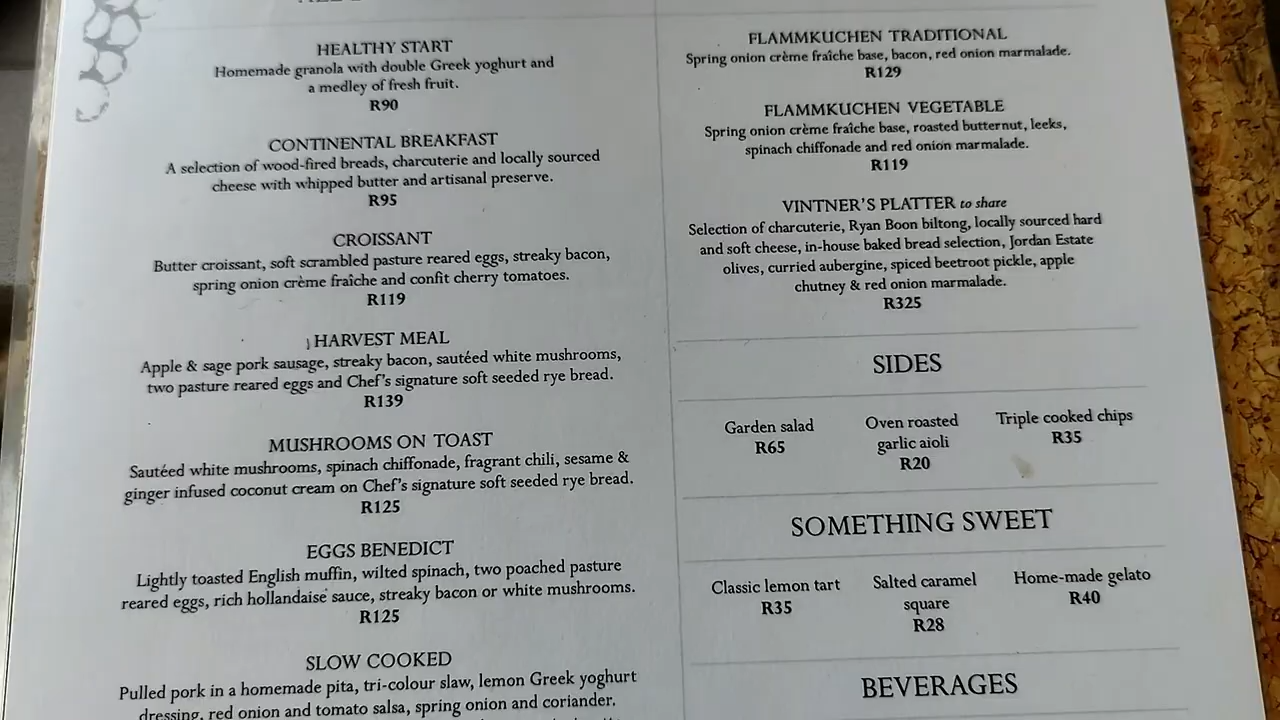 HEALTHY START
Homemade granola with double Greek yoghurt and
a medley of fresh fruit.
R90
CONTINENTAL BREAKFAST
A selection of wood-fired breads, charcuterie and locally sourced
cheese with whipped butter and artisanal preserve.
R95
CROISSANT
Butter croissant, soft scrambled pasture reared eggs, streaky bacon,
spring onion crème fraîche and confit cherry tomatoes.
R119
HARVEST MEAL
Apple & sage pork sausage, streaky bacon, sautéed white mushrooms,
two pasture reared eggs and Chef's signature soft seeded rye bread.
R139
MUSHROOMS ON TOAST
Sautéed white mushrooms, spinach chiffonade, fragrant chili, sesame &
ginger infused coconut cream on Chef's signature soft seeded rye bread.
R125
EGGS BENEDICT
Lightly toasted English muffin, wilted spinach, two poached pasture
reared eggs, rich hollandaise sauce, streaky bacon or white mushrooms.
R125
SLOW COOKED
Pulled pork in a homemade pita, tri-colour slaw, lemon Greek yoghurt
dressing, red onion and tomato salsa, spring onion and coriander.
FLAMMKUCHEN TRADITIONAL
Spring onion crème fraîche base, bacon, red onion marmalade.
R129
FLAMMKUCHEN VEGETABLE
Spring onion crème fraîche base, roasted butternut, leeks,
spinach chiffonade and red onion marmalade.
R119
VINTNER'S PLATTER to share
Selection of charcuterie, Ryan Boon biltong, locally sourced hard
and soft cheese, in-house baked bread selection, Jordan Estate
olives, curried aubergine, spiced beetroot pickle, apple
chutney & red onion marmalade.
R325
SIDES
Garden salad
R65
Oven roasted
garlic aioli
R20
Triple cooked chips
R35
SOMETHING SWEET
Classic lemon tart
R35
Salted caramel
square
R28
Home-made gelato
R40
BEVERAGES